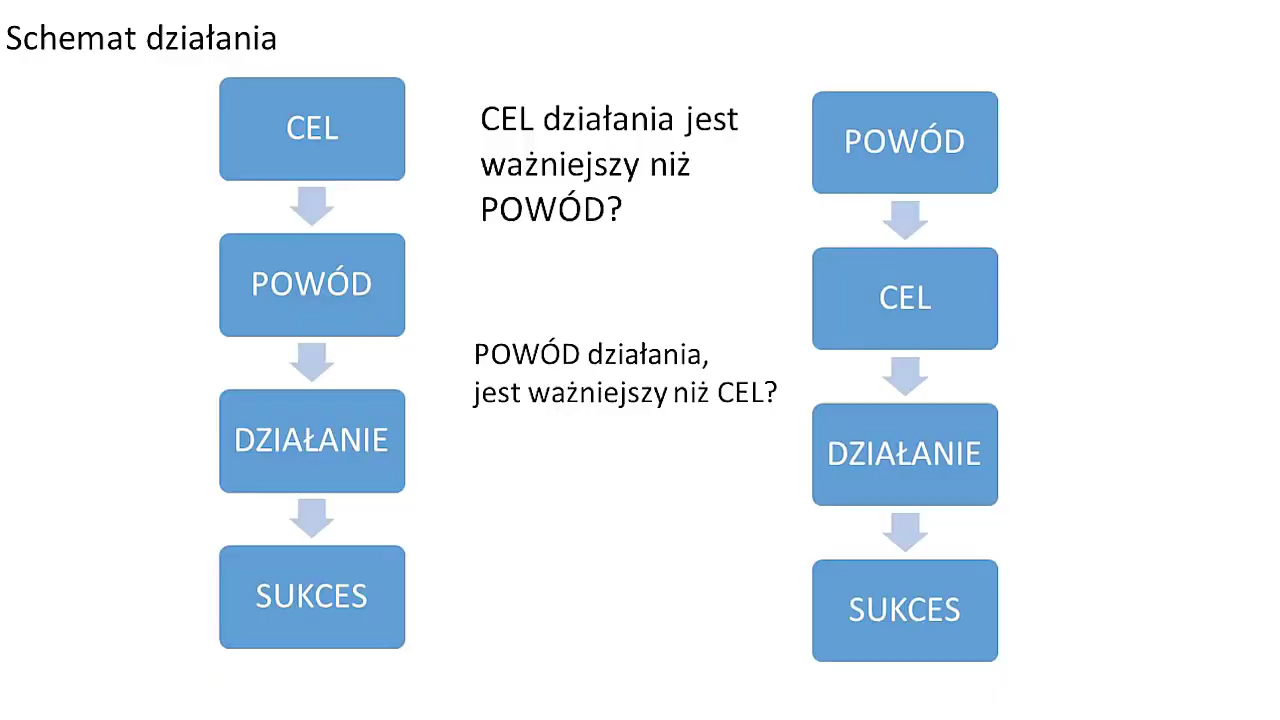 Schemat działania
CEL
POWÓD
DZIAŁANIE
SUKCES
CEL działania jest
ważniejszy niż
POWÓD?
POWÓD działania,
jest ważniejszy niż CEL?
POWÓD
CEL
DZIAŁANIE
SUKCES